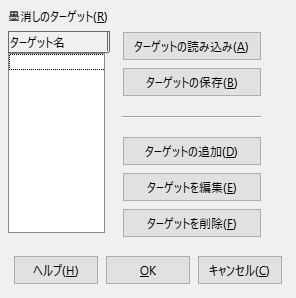 墨消しのターゲット(R)
ターゲット名
ターゲットの読み込み(A)
ターゲットの保存(B)
ターゲットの追加(D)
ターゲットを編集(E)
ターゲットを削除(F)
ヘルプ(H)
OK
キャンセル(C)